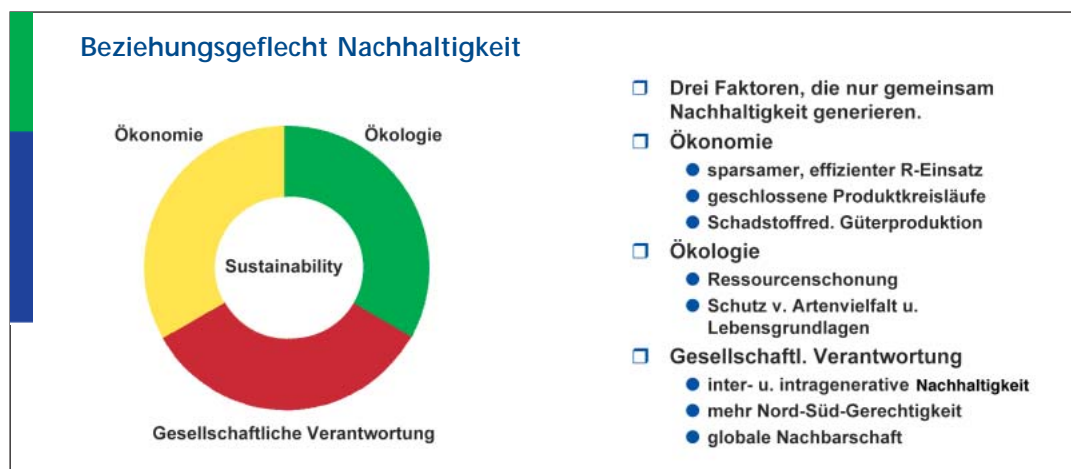 Beziehungsgeflecht Nachhaltigkeit
Ökonomie
Ökologie
Sustainability
Gesellschaftliche Verantwortung
Drei Faktoren, die nur gemeinsam
Nachhaltigkeit generieren.
Ökonomie
sparsamer, effizienter R-Einsatz
geschlossene Produktkreisläufe
Schadstoffred. Güterproduktion
Ökologie
Ressourcenschonung
Schutz v. Artenvielfalt u.
Lebensgrundlagen
Gesellschaftl. Verantwortung
inter- u. intragenerative Nachhaltigkeit
mehr Nord-Süd-Gerechtigkeit
globale Nachbarschaft